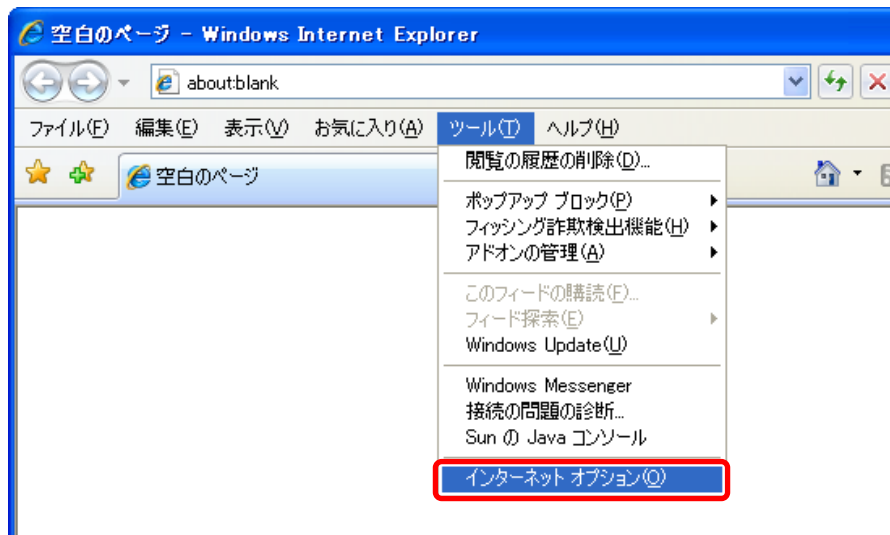 空白のページ - Windows Internet Explorer
about:blank
ファイル(F) 編集(E) 表示(V) お気に入り(A) ツール(T) ヘルプ(H)
空白のページ
閲覧の履歴の削除(D)...
ポップアップ ブロック(P)
フィッシング詐欺検出機能(H)
アドオンの管理(A)
このフィードの購読(F)...
フィード探索(E)
Windows Update(U)
Windows Messenger
接続の問題の診断...
Sun の Java コンソール
インターネット オプション(O)